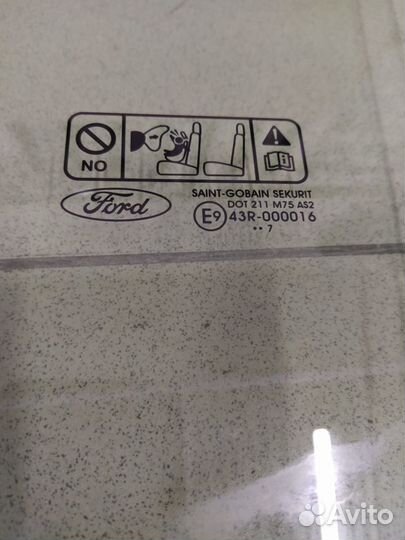 NO
Ford
SAINT-GOBAIN SEKURIT
DOT 211 M75 AS2
E9 43R-000016
•• 7
Avito